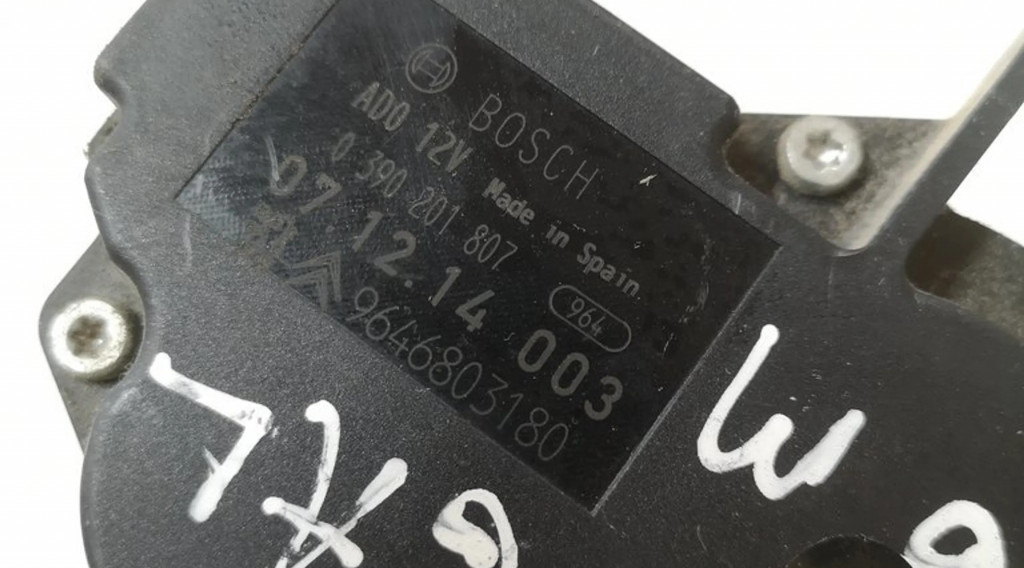 BOSCH
ADO 12V Made in Spain
0 390 201 807 964
07.12.14 003
9646803180